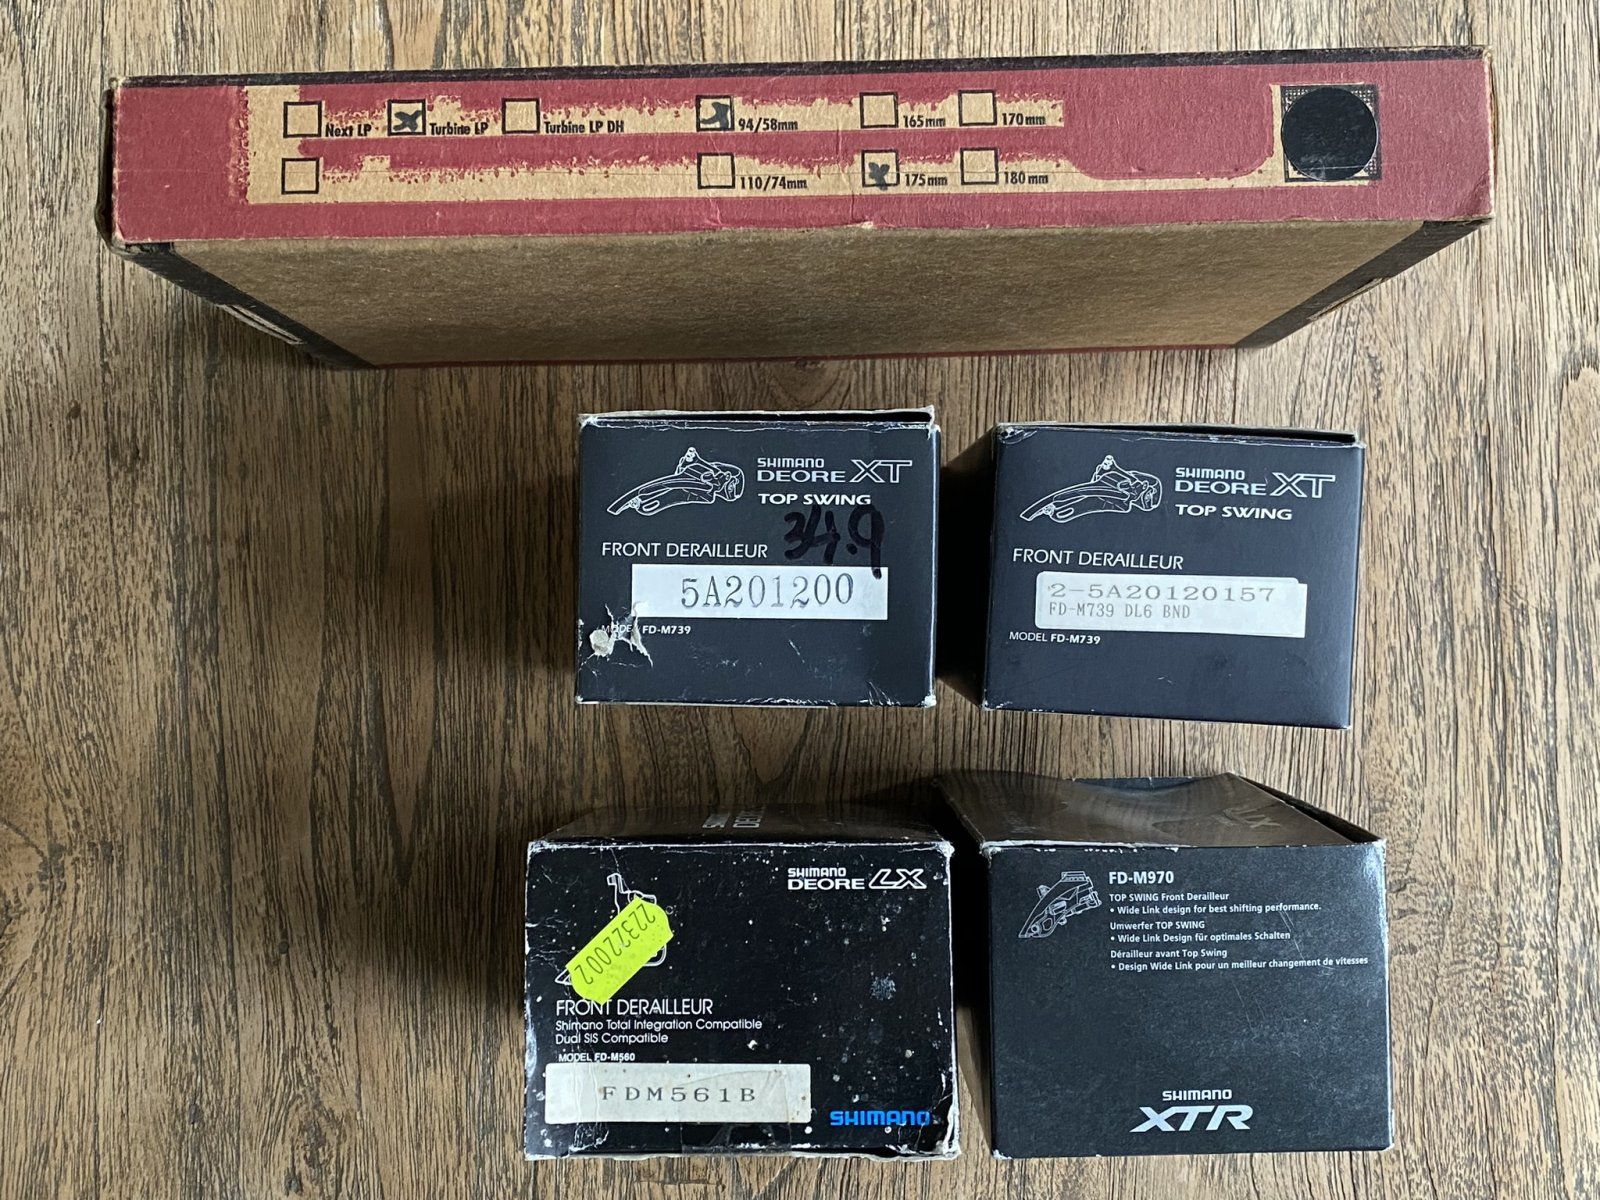 Next LP
Turbine LP
Turbine LP DH
94/58mm
165mm
170mm
110/74mm
175mm
180mm
SHIMANO
DEORE XT
TOP SWING
34.9
FRONT DERAILLEUR
5A201200
MODEL FD-M739
SHIMANO
DEORE XT
TOP SWING
FRONT DERAILLEUR
2-5A20120157
FD-M739 DL6 BND
MODEL FD-M739
SHIMANO
DEORE LX
22322002
FRONT DERAILLEUR
Shimano Total Integration Compatible
Dual SIS Compatible
MODEL FD-M560
FDM561B
SHIMANO
XTR
FD-M970
TOP SWING Front Derailleur
• Wide Link design for best shifting performance.
Umwerfer TOP SWING
• Wide Link Design für optimales Schalten
Dérailleur avant Top Swing
• Design Wide Link pour un meilleur changement de vitesses
SHIMANO
XTR